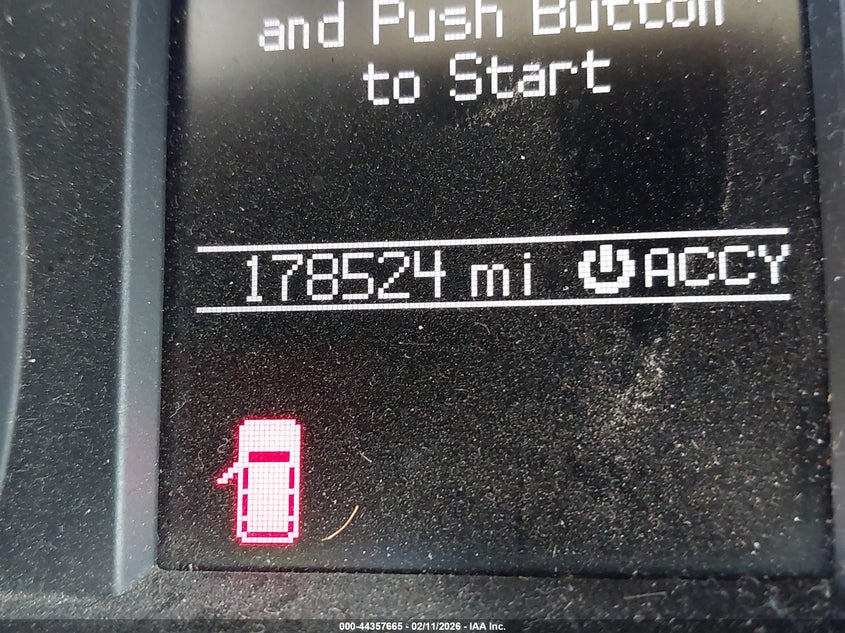 and Push Button
to Start
178524 mi ACCY
000-44357665 - 02/11/2026 - IAA Inc.